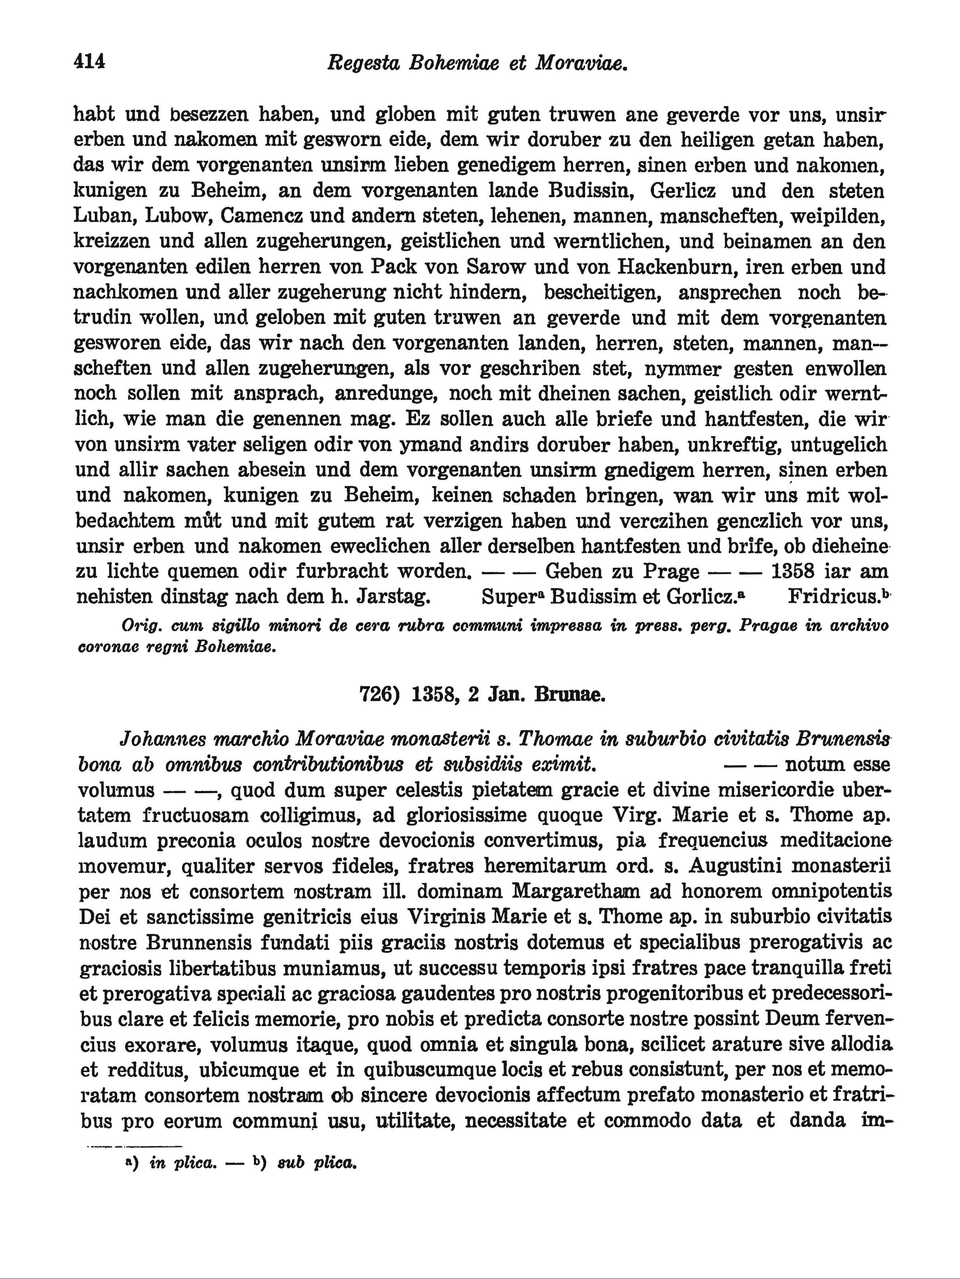 414 Regesta Bohemiae et Moraviae.
habt und besezzen haben, und globen mit guten truwen ane geverde vor uns, unsir
erben und nakomen mit gesworn eide, dem wir doruber zu den heiligen getan haben,
das wir dem vorgenanten unsirm lieben genedigem herren, sinen erben und nakomen,
kunigen zu Beheim, an dem vorgenanten lande Budissin, Gerlicz und den steten
Luban, Lubow, Camencz und andern steten, lehenen, mannen, manscheften, weipilden,
kreizzen und allen zugeherungen, geistlichen und werntlichen, und beinamen an den
vorgenanten edilen herren von Pack von Sarow und von Hackenburn, iren erben und
nachkomen und aller zugeherung nicht hindern, bescheitigen, ansprechen noch be-
trudin wollen, und geloben mit guten truwen an geverde und mit dem vorgenanten
gesworen eide, das wir nach den vorgenanten landen, herren, steten, mannen, man-
scheften und allen zugeherungen, als vor geschriben stet, nymmer gesten enwollen
noch sollen mit ansprach, anredunge, noch mit dheinen sachen, geistlich odir wernt-
lich, wie man die genennen mag. Ez sollen auch alle briefe und hantfesten, die wir
von unsirm vater seligen odir von ymand andirs doruber haben, unkreftig, untugelich
und allir sachen abesein und dem vorgenanten unsirm gnedigem herren, sinen erben
und nakomen, kunigen zu Beheim, keinen schaden bringen, wan wir uns mit wol-
bedachtem můt und mit gutem rat verzigen haben und verczihen genczlich vor uns,
unsir erben und nakomen eweclichen aller derselben hantfesten und brife, ob dieheine
zu lichte quemen odir furbracht worden. — — Geben zu Prage — — 1358 iar am
nehisten dinstag nach dem h. Jarstag. Superᵃ Budissim et Gorlicz.ᵃ Fridricus.ᵇ
Orig. cum sigillo minori de cera rubra communi impressa in press. perg. Pragae in archivo
coronae regni Bohemiae.
726) 1358, 2 Jan. Brunae.
Johannes marchio Moraviae monasterii s. Thomae in suburbio civitatis Brunensis
bona ab omnibus contributionibus et subsidiis eximit. — — notum esse
volumus — —, quod dum super celestis pietatem gracie et divine misericordie uber-
tatem fructuosam colligimus, ad gloriosissime quoque Virg. Marie et s. Thome ap.
laudum preconia oculos nostre devocionis convertimus, pia frequencius meditacione
movemur, qualiter servos fideles, fratres heremitarum ord. s. Augustini monasterii
per nos et consortem nostram ill. dominam Margaretham ad honorem omnipotentis
Dei et sanctissime genitricis eius Virginis Marie et s. Thome ap. in suburbio civitatis
nostre Brunnensis fundati piis graciis nostris dotemus et specialibus prerogativis ac
graciosis libertatibus muniamus, ut successu temporis ipsi fratres pace tranquilla freti
et prerogativa speciali ac graciosa gaudentes pro nostris progenitoribus et predecessori-
bus clare et felicis memorie, pro nobis et predicta consorte nostre possint Deum ferven-
cius exorare, volumus itaque, quod omnia et singula bona, scilicet arature sive allodia
et redditus, ubicumque et in quibuscumque locis et rebus consistunt, per nos et memo-
ratam consortem nostram ob sincere devocionis affectum prefato monasterio et fratri-
bus pro eorum communi usu, utilitate, necessitate et commodo data et danda im-
ᵃ) in plica. — ᵇ) sub plica.